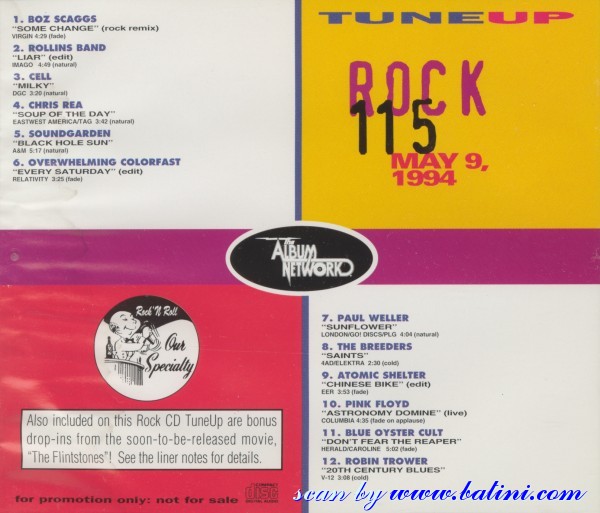 1. BOZ SCAGGS
"SOME CHANGE" (rock remix)
VIRGIN 4:29 (fade)
2. ROLLINS BAND
"LIAR" (edit)
IMAGO 4:49 (natural)
3. CELL
"MILKY"
DGC 3:20 (natural)
4. CHRIS REA
"SOUP OF THE DAY"
EASTWEST AMERICA/TAG 3:42 (natural)
5. SOUNDGARDEN
"BLACK HOLE SUN"
A&M 5:17 (natural)
6. OVERWHELMING COLORFAST
"EVERY SATURDAY" (edit)
RELATIVITY 3:25 (fade)
TUNEUP
ROCK
115
MAY 9,
1994
The
ALBUM
NETWORK
Rock 'N Roll
Our
Specialty
Also included on this Rock CD TuneUp are bonus
drop-ins from the soon-to-be-released movie,
"The Flintstones"! See the liner notes for details.
for promotion only: not for sale
COMPACT
disc
DIGITAL AUDIO
7. PAUL WELLER
"SUNFLOWER"
LONDON/GO! DISCS/PLG 4:04 (natural)
8. THE BREEDERS
"SAINTS"
4AD/ELEKTRA 2:30 (cold)
9. ATOMIC SHELTER
"CHINESE BIKE" (edit)
EER 3:53 (fade)
10. PINK FLOYD
"ASTRONOMY DOMINE" (live)
COLUMBIA 4:35 (fade on applause)
11. BLUE OYSTER CULT
"DON'T FEAR THE REAPER"
HERALD/CAROLINE 5:02 (fade)
12. ROBIN TROWER
"20TH CENTURY BLUES"
V-12 3:08 (cold)
scan by www.batini.com